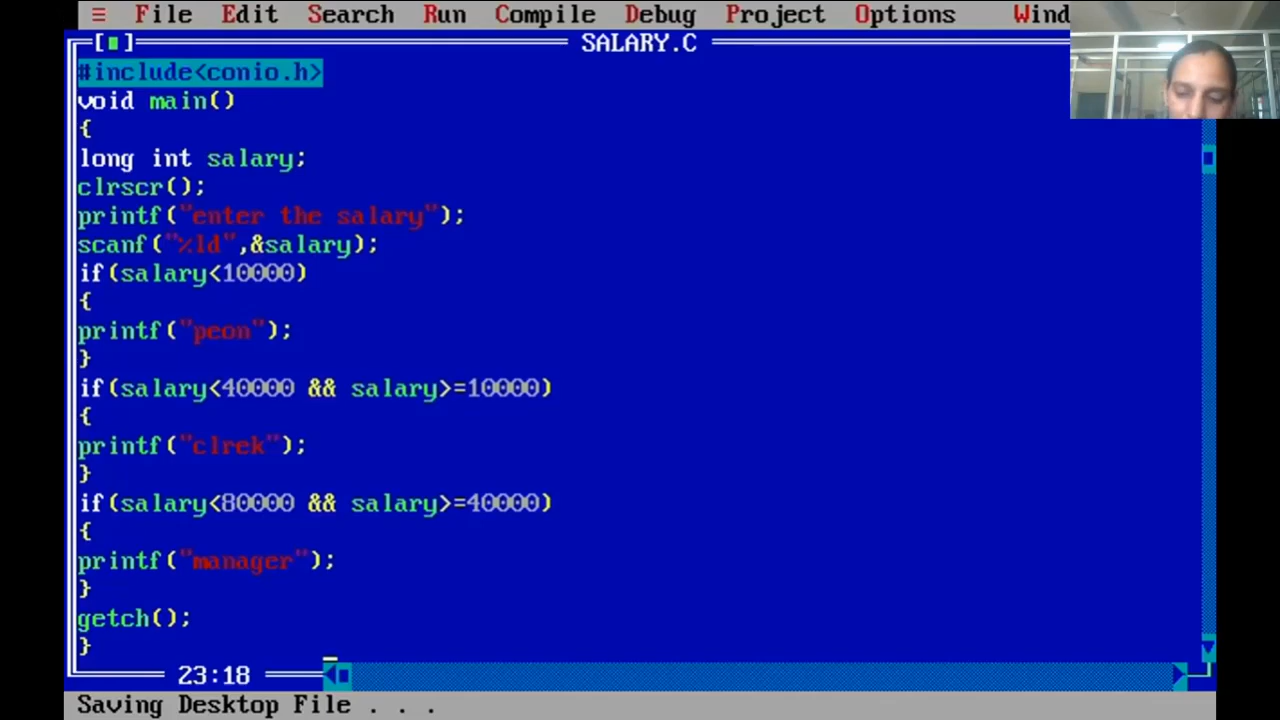 ≡ File Edit Search Run Compile Debug Project Options Wind
[■] SALARY.C
#include<conio.h>
void main()
{
long int salary;
clrscr();
printf("enter the salary");
scanf("%ld",&salary);
if(salary<10000)
{
printf("peon");
}
if(salary<40000 && salary>=10000)
{
printf("clrek");
}
if(salary<80000 && salary>=40000)
{
printf("manager");
}
getch();
}
23:18
Saving Desktop File . . .